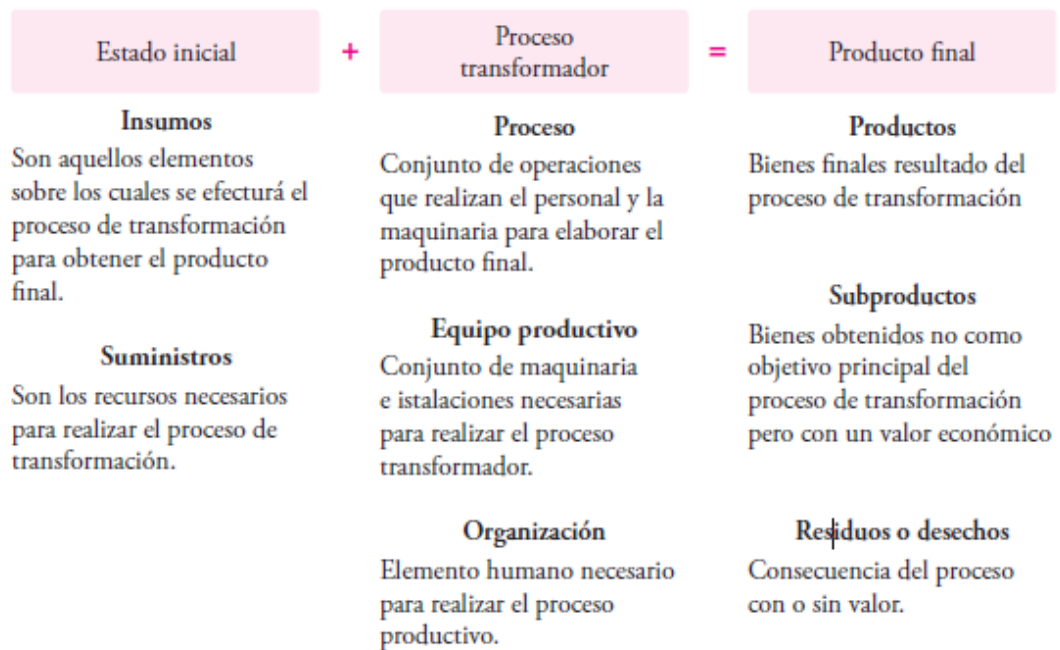 Estado inicial
+
Proceso
transformador
=
Producto final
Insumos
Son aquellos elementos
sobre los cuales se efecturá el
proceso de transformación
para obtener el producto
final.
Suministros
Son los recursos necesarios
para realizar el proceso de
transformación.
Proceso
Conjunto de operaciones
que realizan el personal y la
maquinaria para elaborar el
producto final.
Equipo productivo
Conjunto de maquinaria
e istalaciones necesarias
para realizar el proceso
transformador.
Organización
Elemento humano necesario
para realizar el proceso
productivo.
Productos
Bienes finales resultado del
proceso de transformación
Subproductos
Bienes obtenidos no como
objetivo principal del
proceso de transformación
pero con un valor económico
Residuos o desechos
Consecuencia del proceso
con o sin valor.